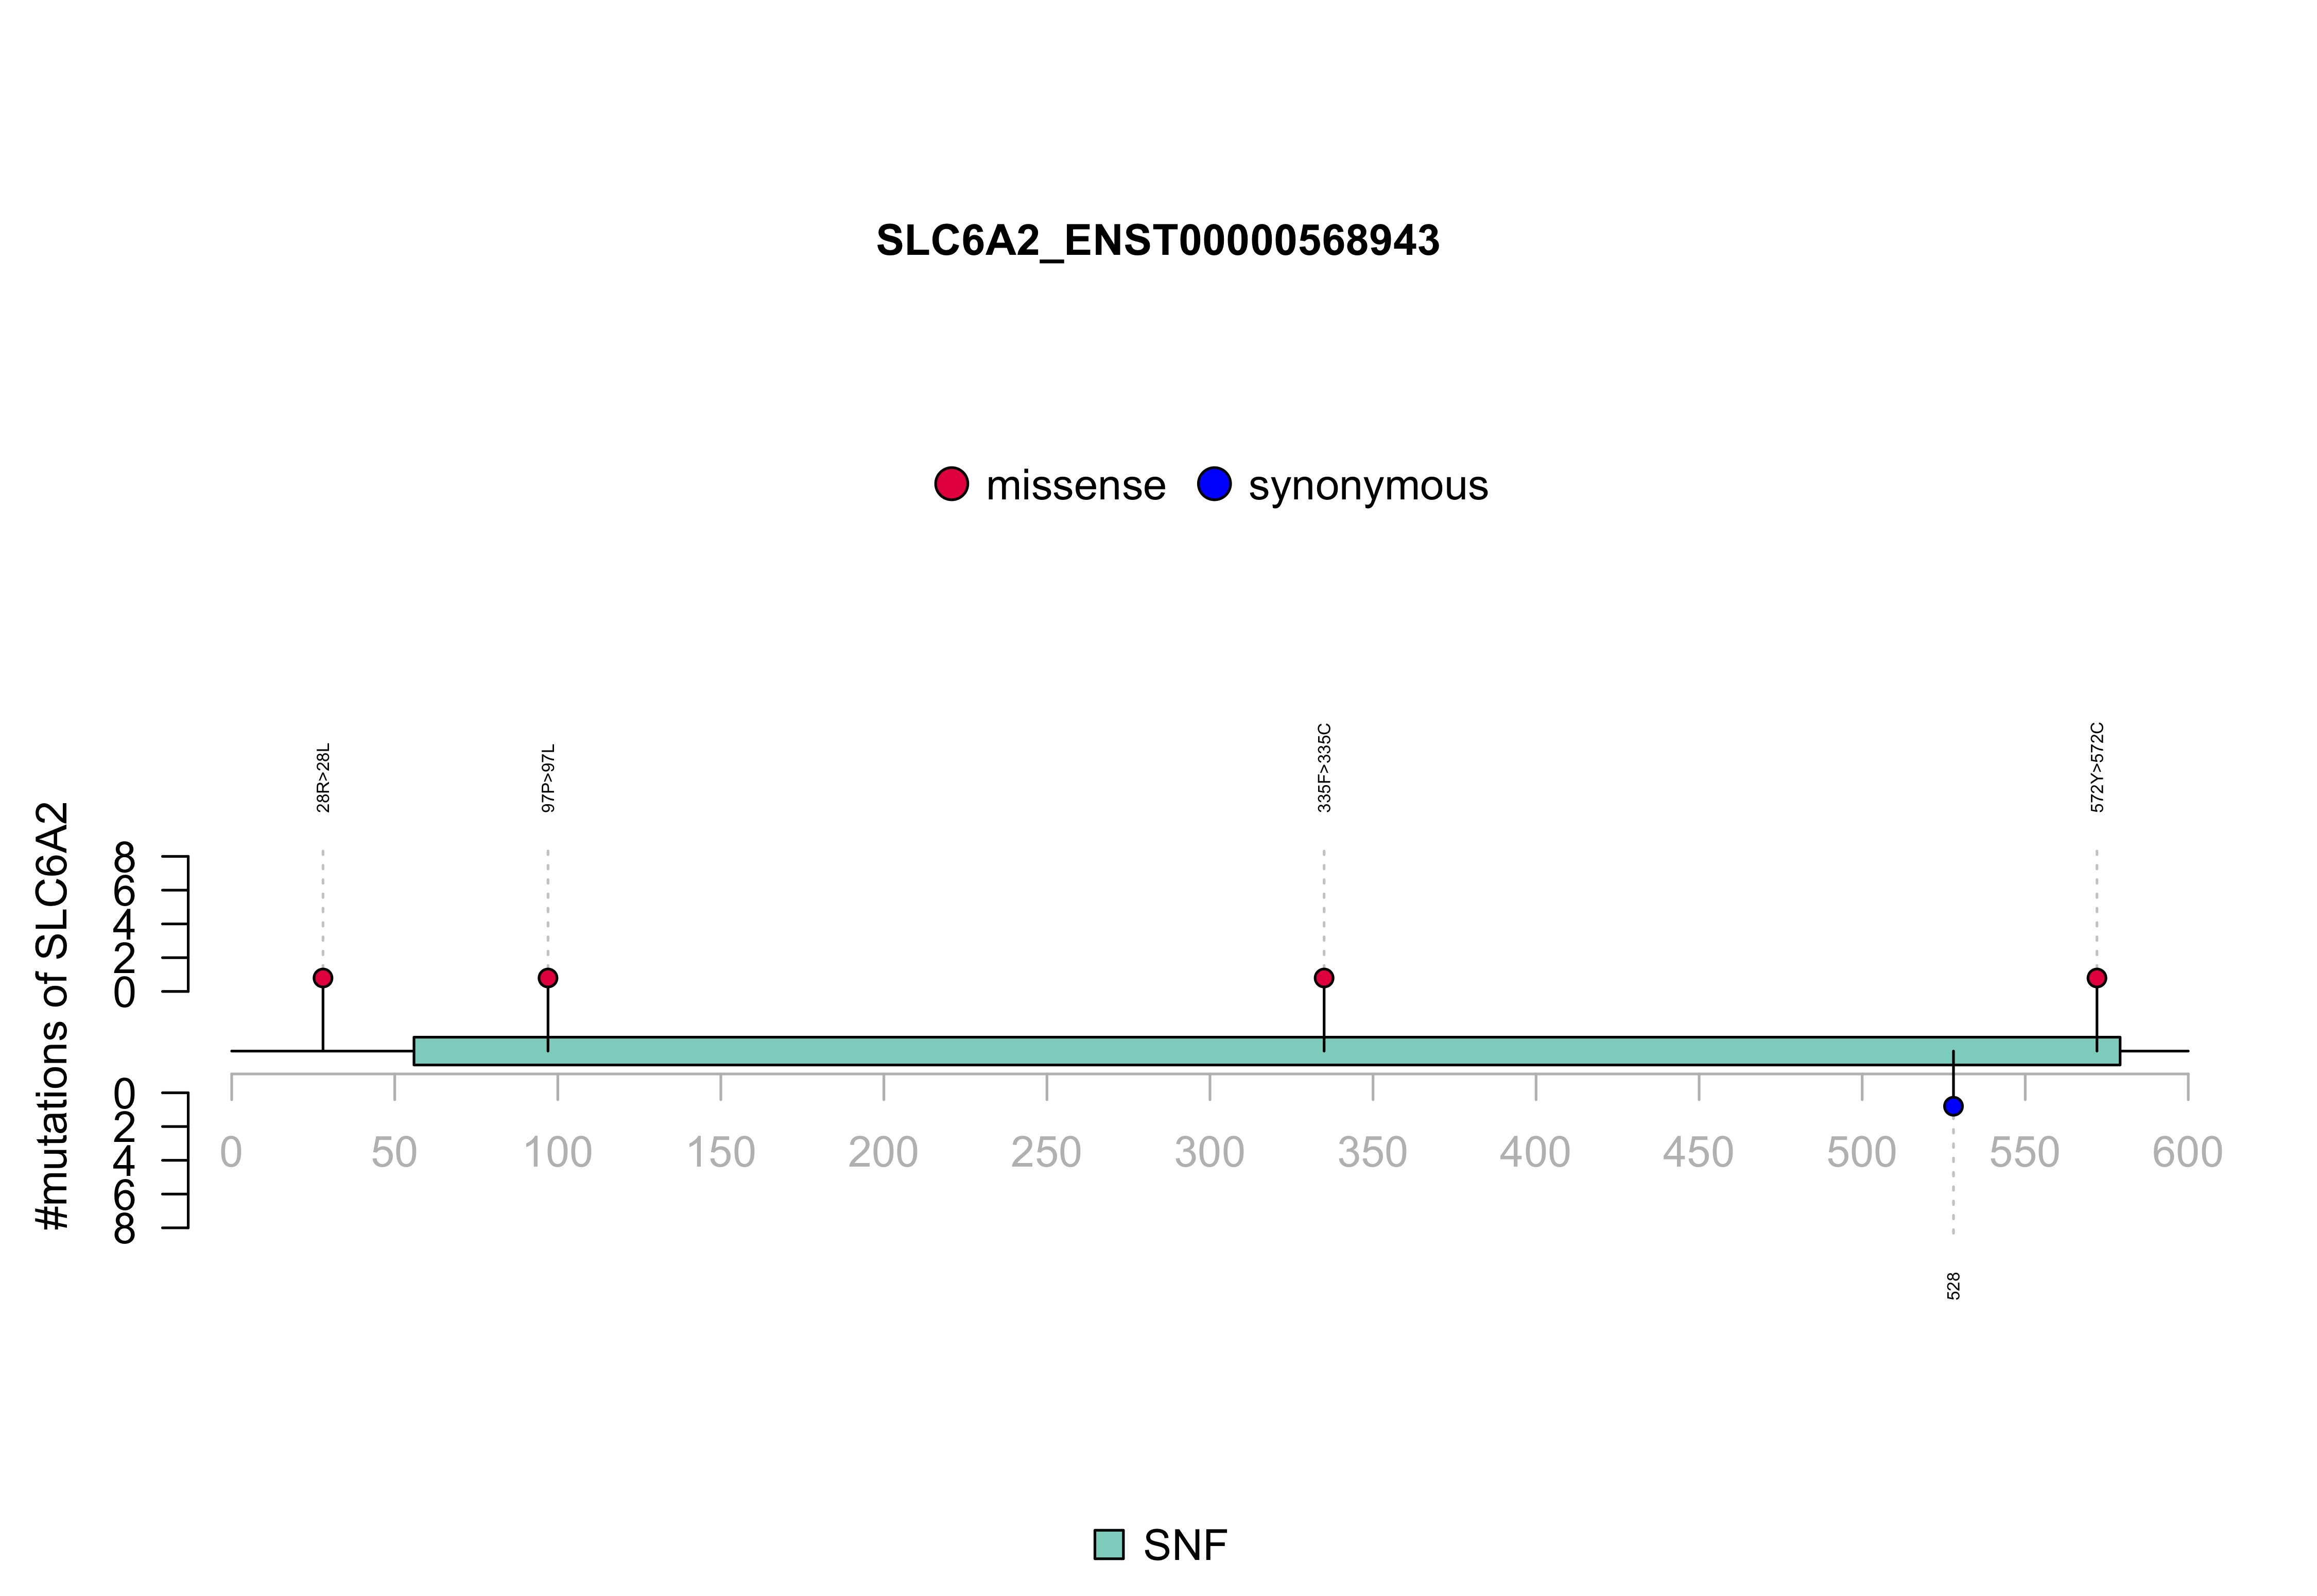 SLC6A2_ENST00000568943
missense synonymous
28R>28L 97P>97L 335F>335C 572Y>572C
#mutations of SLC6A2
8
6
4
2
0
0
2
4
6
8
0 50 100 150 200 250 300 350 400 450 500 550 600
528
SNF